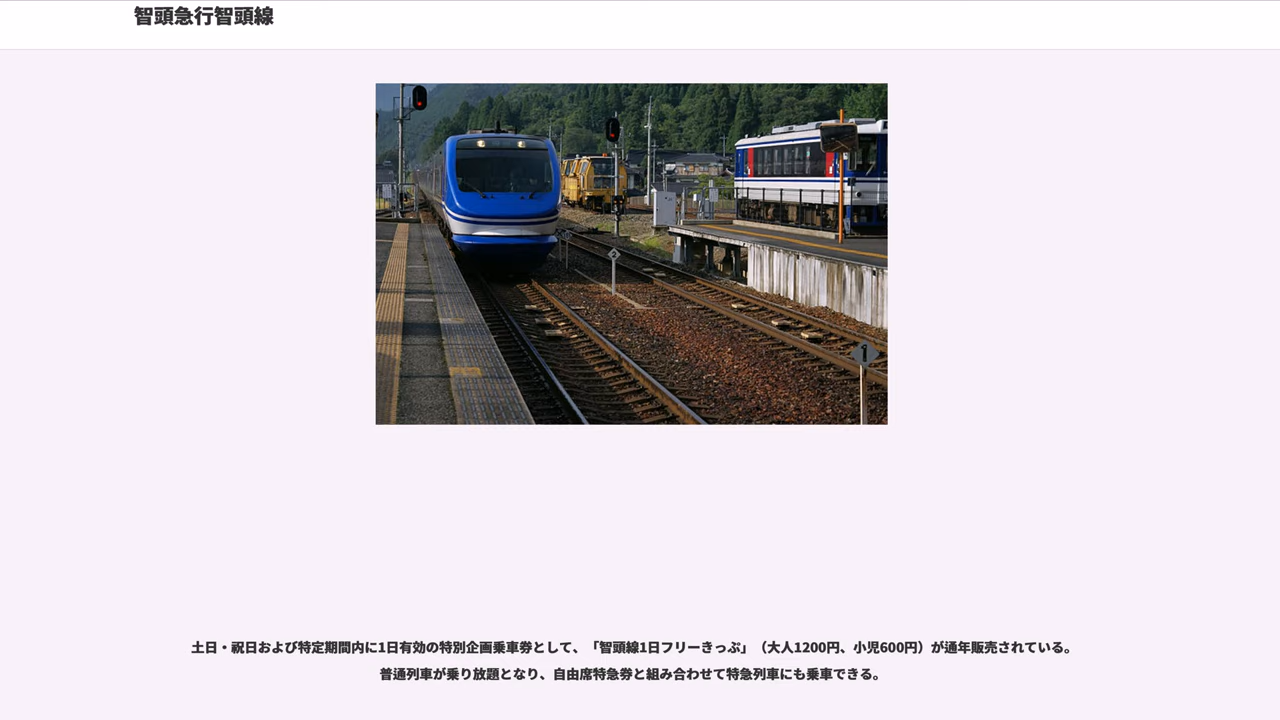 智頭急行智頭線
2
1
土日・祝日および特定期間内に1日有効の特別企画乗車券として、「智頭線1日フリーきっぷ」（大人1200円、小児600円）が通年販売されている。
普通列車が乗り放題となり、自由席特急券と組み合わせて特急列車にも乗車できる。